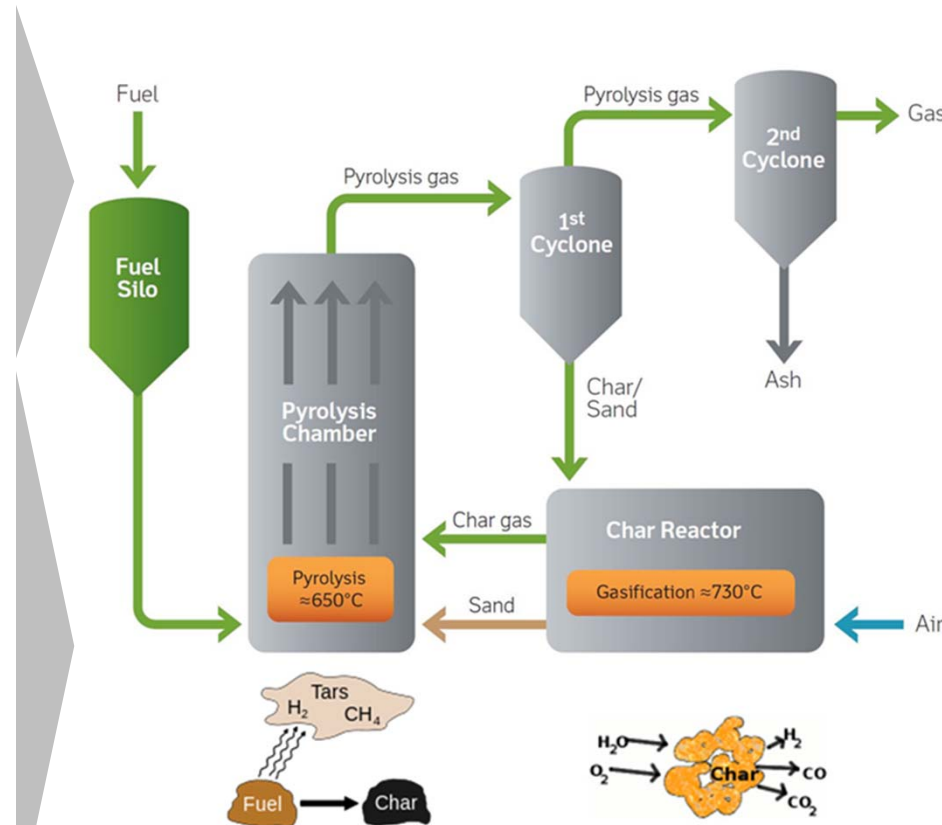 Fuel
Fuel
Silo
Pyrolysis gas
Pyrolysis
Chamber
Pyrolysis
≈650°C
Pyrolysis gas
1st
Cyclone
2nd
Cyclone
Gas
Ash
Char/
Sand
Char gas
Sand
Char Reactor
Gasification ≈730°C
Air
Tars
H₂
CH₄
Fuel
Char
H₂O
O₂
Char
H₂
CO
CO₂